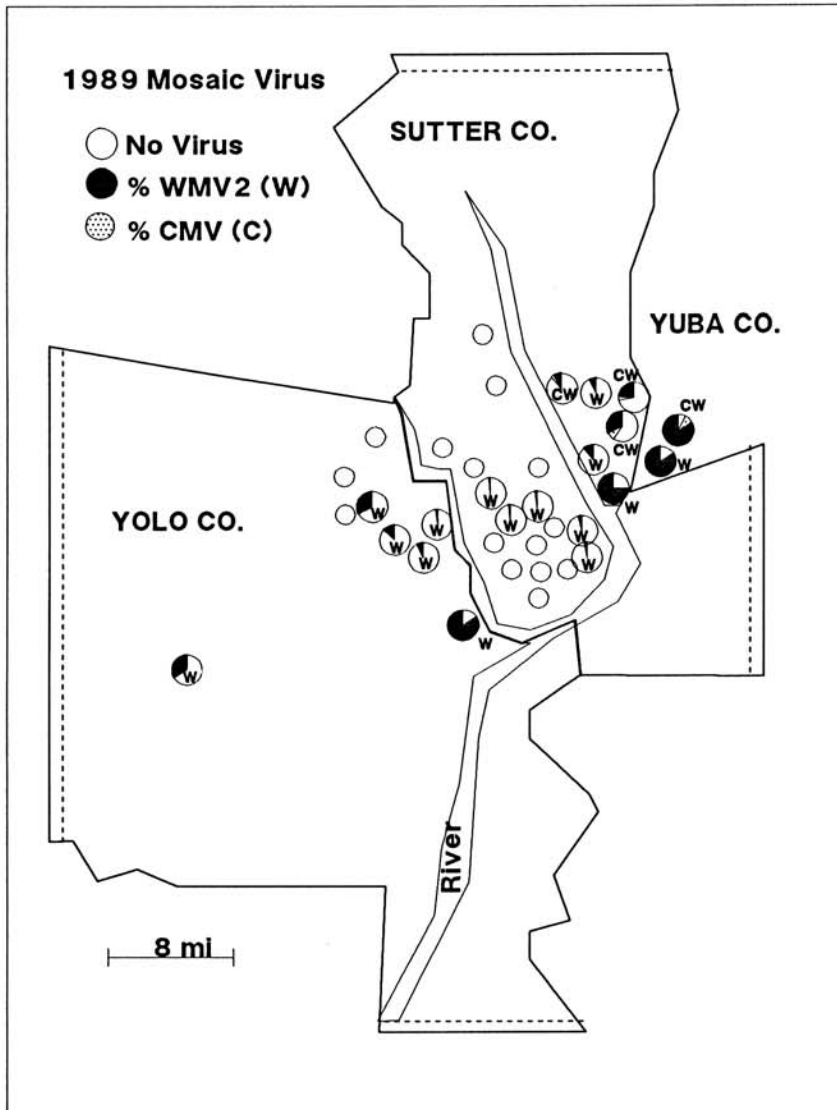 1989 Mosaic Virus
No Virus
% WMV2 (W)
% CMV (C)
SUTTER CO.
YUBA CO.
CW
CW
W
CW
CW
W
W
W
W
W
W
W
YOLO CO.
W
W
W
W
W
W
W
W
River
8 mi